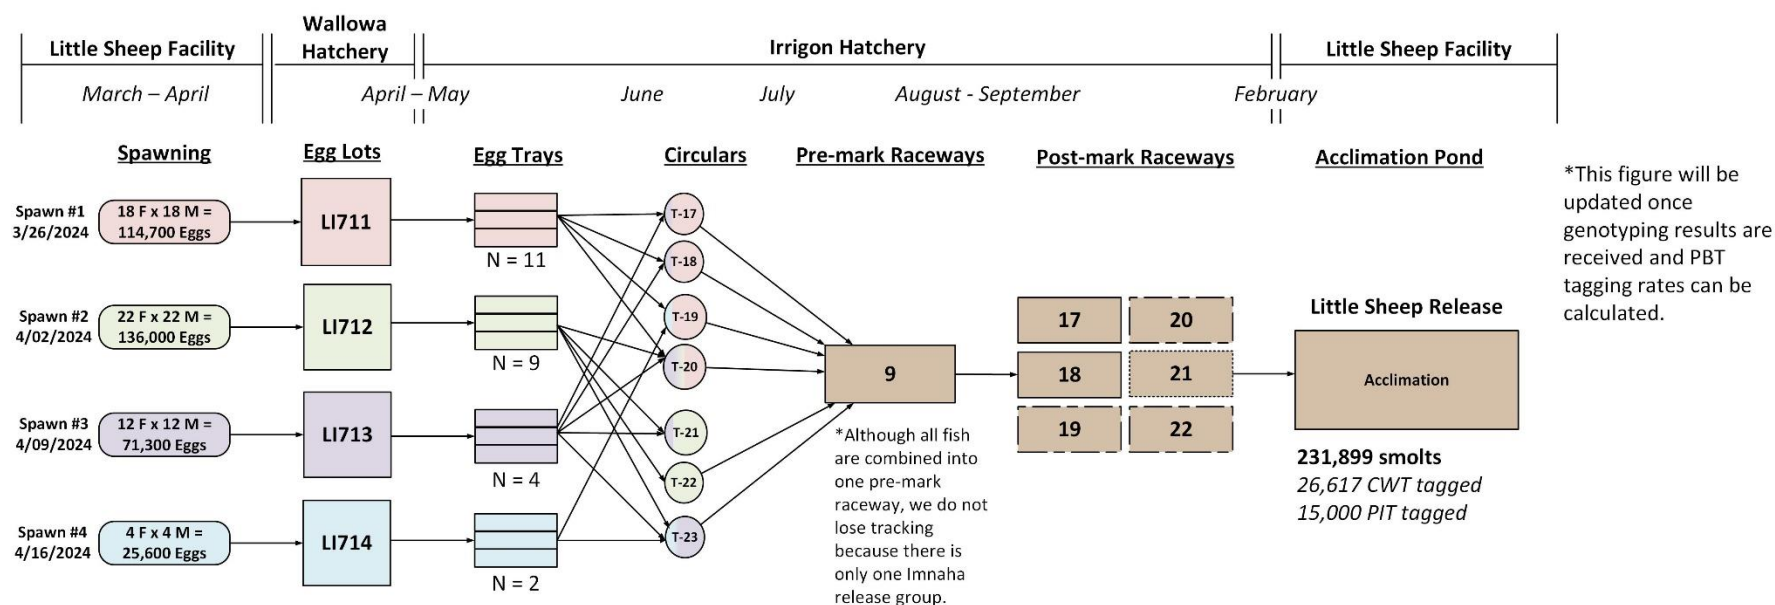 Little Sheep Facility
Wallowa
Hatchery
Irrigon Hatchery
Little Sheep Facility
March – April
April – May
June
July
August - September
February
Spawning
Egg Lots
Egg Trays
Circulars
Pre-mark Raceways
Post-mark Raceways
Acclimation Pond
Spawn #1
3/26/2024
18 F x 18 M =
114,700 Eggs
LI711
N = 11
Spawn #2
4/02/2024
22 F x 22 M =
136,000 Eggs
LI712
N = 9
Spawn #3
4/09/2024
12 F x 12 M =
71,300 Eggs
LI713
N = 4
Spawn #4
4/16/2024
4 F x 4 M =
25,600 Eggs
LI714
N = 2
T-17
T-18
T-19
T-20
T-21
T-22
T-23
9
*Although all fish
are combined into
one pre-mark
raceway, we do not
lose tracking
because there is
only one Imnaha
release group.
17
20
18
21
19
22
Little Sheep Release
Acclimation
231,899 smolts
26,617 CWT tagged
15,000 PIT tagged
*This figure will be
updated once
genotyping results are
received and PBT
tagging rates can be
calculated.